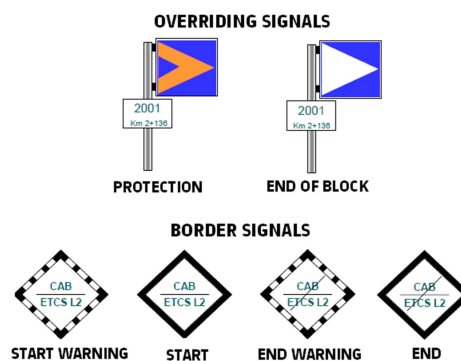 OVERRIDING SIGNALS
2001
Km 2+136
2001
Km 2+136
PROTECTION
END OF BLOCK
BORDER SIGNALS
CAB
ETCS L2
CAB
ETCS L2
CAB
ETCS L2
CAB
ETCS L2
START WARNING
START
END WARNING
END